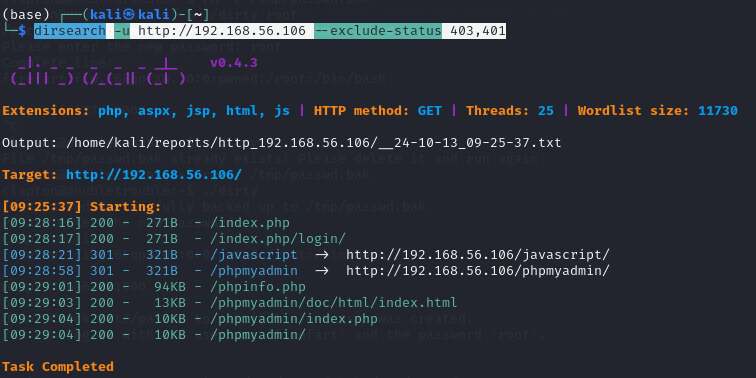 (base) ┌──(kali㉿kali)-[~]
└─$ dirsearch -u http://192.168.56.106 --exclude-status 403,401
v0.4.3
Extensions: php, aspx, jsp, html, js | HTTP method: GET | Threads: 25 | Wordlist size: 11730
Output: /home/kali/reports/http_192.168.56.106/__24-10-13_09-25-37.txt
Target: http://192.168.56.106/
[09:25:37] Starting:
[09:28:16] 200 - 271B - /index.php
[09:28:17] 200 - 271B - /index.php/login/
[09:28:21] 301 - 321B - /javascript → http://192.168.56.106/javascript/
[09:28:58] 301 - 321B - /phpmyadmin → http://192.168.56.106/phpmyadmin/
[09:29:01] 200 - 94KB - /phpinfo.php
[09:29:03] 200 - 13KB - /phpmyadmin/doc/html/index.html
[09:29:04] 200 - 10KB - /phpmyadmin/index.php
[09:29:04] 200 - 10KB - /phpmyadmin/
Task Completed